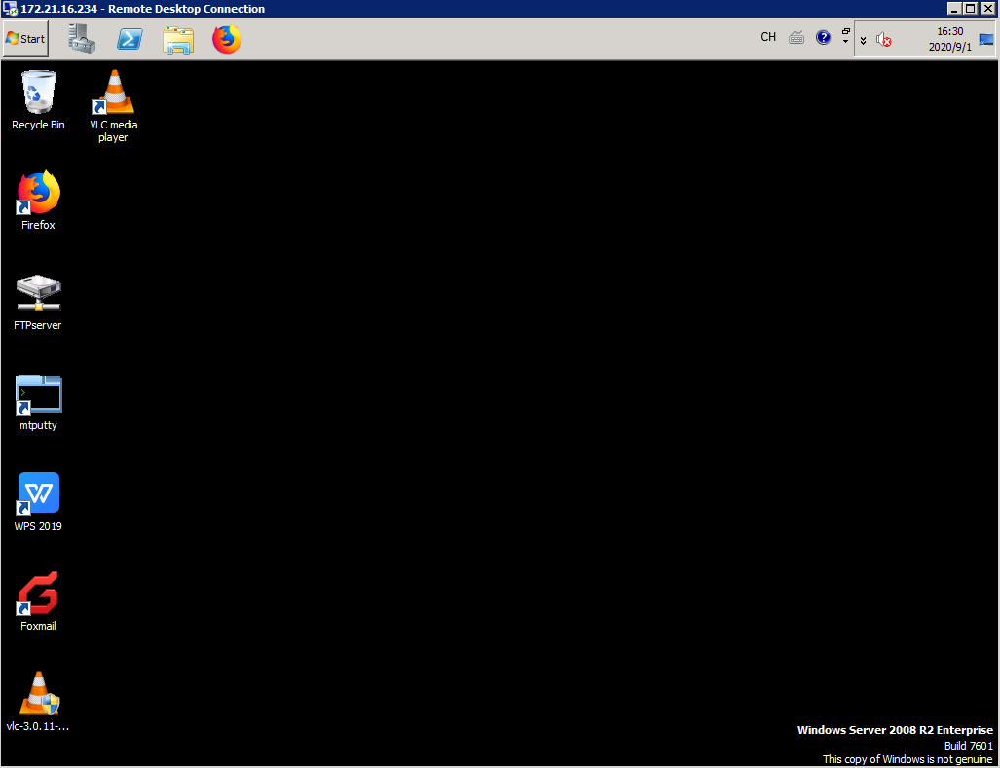 172.21.16.234 - Remote Desktop Connection
Start
CH
16:30
2020/9/1
Recycle Bin
VLC media
player
Firefox
FTPserver
mtputty
WPS 2019
Foxmail
vlc-3.0.11-...
Windows Server 2008 R2 Enterprise
Build 7601
This copy of Windows is not genuine